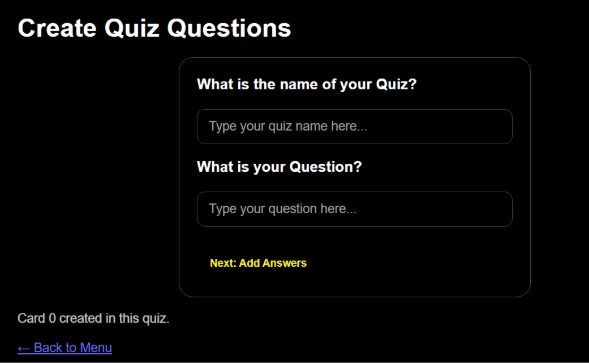 Create Quiz Questions
What is the name of your Quiz?
Type your quiz name here...
What is your Question?
Type your question here...
Next: Add Answers
Card 0 created in this quiz.
← Back to Menu